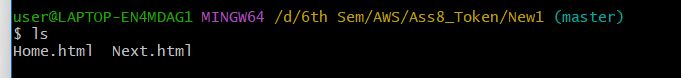 user@LAPTOP-EN4MDAG1 MINGW64 /d/6th Sem/AWS/Ass8_Token/New1 (master)
$ ls
Home.html  Next.html